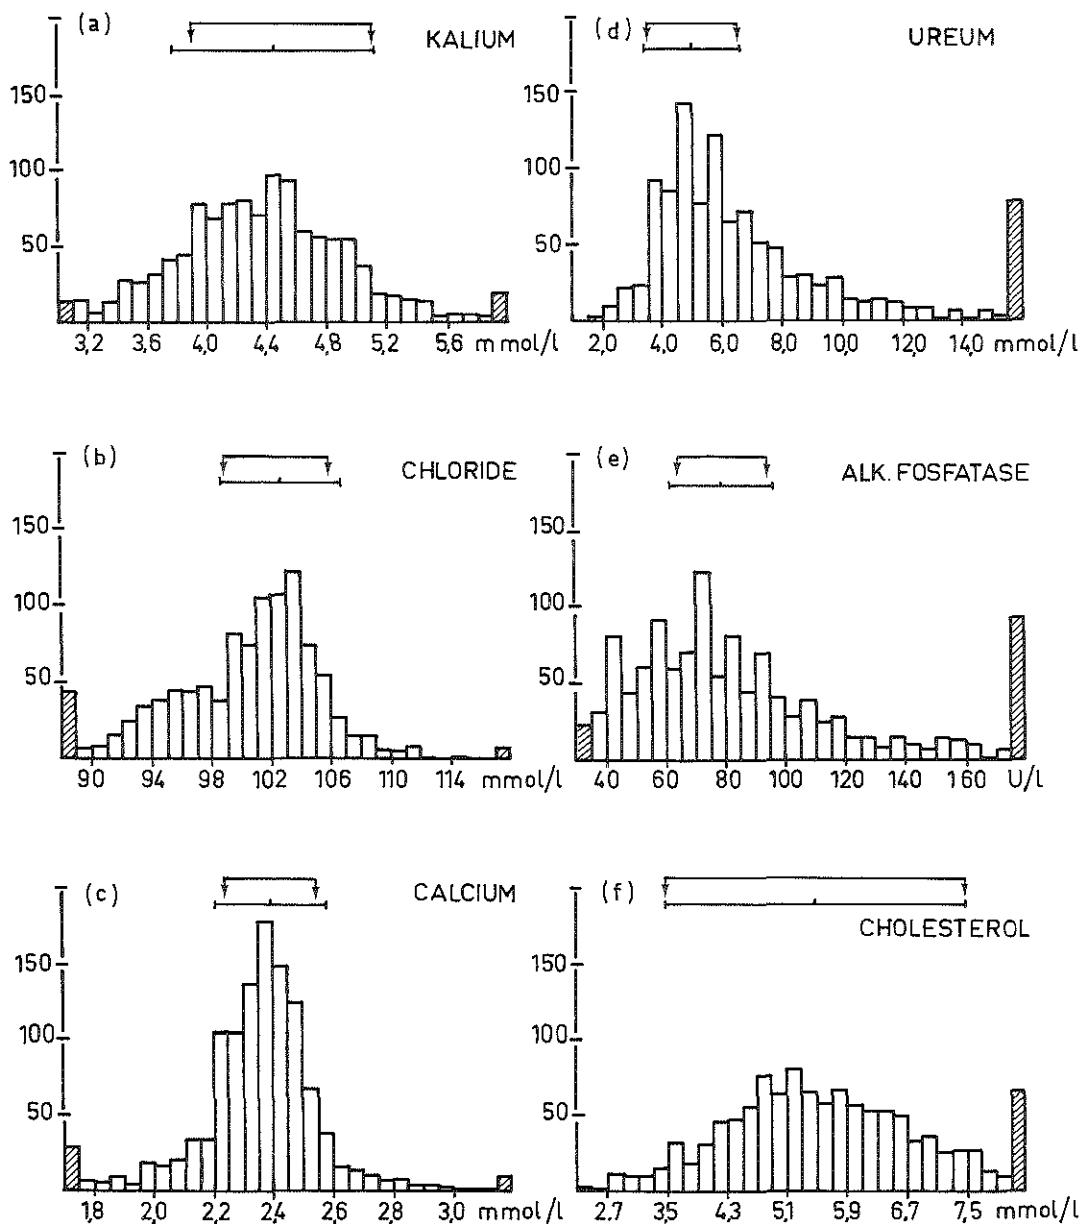 (a)
KALIUM
150
100
50
3,2 3,6 4,0 4,4 4,8 5,2 5,6 mmol/l
(d)
UREUM
150
100
50
2,0 4,0 6,0 8,0 10,0 12,0 14,0 mmol/l
(b)
CHLORIDE
150
100
50
90 94 98 102 106 110 114 mmol/l
(e)
ALK. FOSFATASE
150
100
50
40 60 80 100 120 140 160 U/l
(c)
CALCIUM
150
100
50
1,8 2,0 2,2 2,4 2,6 2,8 3,0 mmol/l
(f)
CHOLESTEROL
150
100
50
2.7 3,5 4,3 5,1 5,9 6,7 7,5 mmol/l